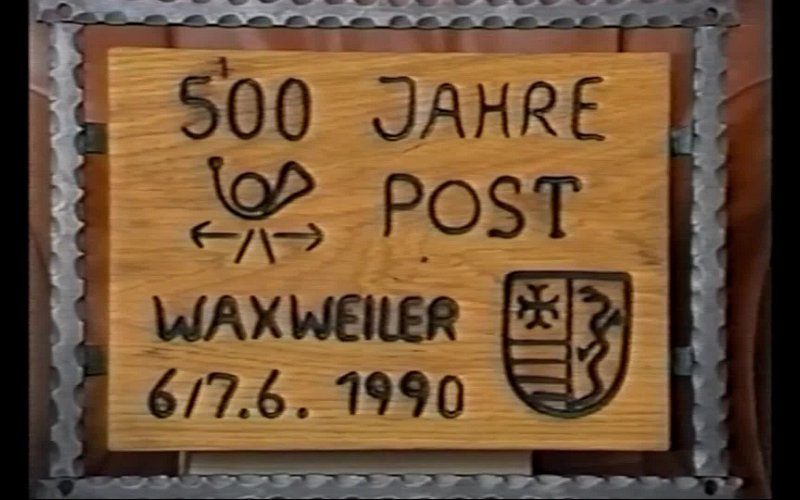 500 JAHRE
POST
WAXWEILER
6/7.6. 1990